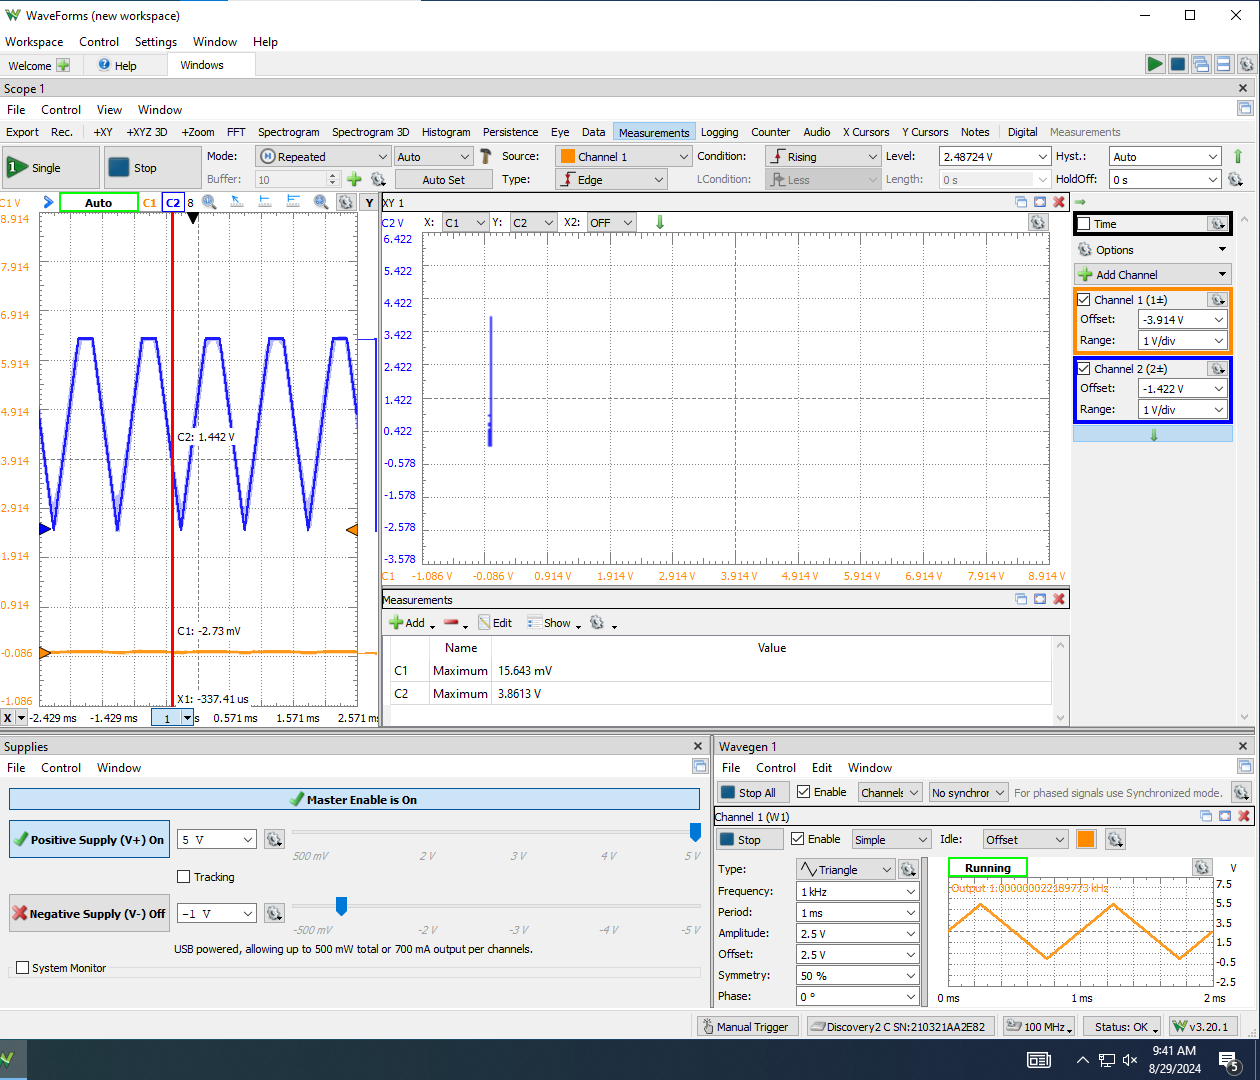 WaveForms (new workspace)
Workspace Control Settings Window Help
Welcome Help Windows
Scope 1
File Control View Window
Export Rec. +XY +XYZ 3D +Zoom FFT Spectrogram Spectrogram 3D Histogram Persistence Eye Data Measurements Logging Counter Audio X Cursors Y Cursors Notes Digital Measurements
1 Single Stop Mode: Repeated Auto Source: Channel 1 Condition: Rising Level: 2.48724 V Hyst.: Auto
Buffer: 10 Auto Set Type: Edge LCondition: Less Length: 0 s HoldOff: 0 s
C1 V Auto C1 C2 8 Y
8.914
7.914
6.914
5.914
4.914
3.914
2.914
1.914
0.914
-0.086
-1.086
C2: 1.442 V
C1: -2.73 mV
X1: -337.41 us
X -2.429 ms -1.429 ms 1 s 0.571 ms 1.571 ms 2.571 ms
XY 1
C2 V X: C1 Y: C2 X2: OFF
6.422
5.422
4.422
3.422
2.422
1.422
0.422
-0.578
-1.578
-2.578
-3.578
C1 -1.086 V -0.086 V 0.914 V 1.914 V 2.914 V 3.914 V 4.914 V 5.914 V 6.914 V 7.914 V 8.914 V
Time
Options
Add Channel
Channel 1 (1±)
Offset: -3.914 V
Range: 1 V/div
Channel 2 (2±)
Offset: -1.422 V
Range: 1 V/div
Measurements
Add Edit Show
Name Value
C1 Maximum 15.643 mV
C2 Maximum 3.8613 V
Supplies
File Control Window
Master Enable is On
Positive Supply (V+) On 5 V
500 mV 2 V 3 V 4 V 5 V
Tracking
Negative Supply (V-) Off -1 V
-500 mV -2 V -3 V -4 V -5 V
USB powered, allowing up to 500 mW total or 700 mA output per channels.
System Monitor
Wavegen 1
File Control Edit Window
Stop All Enable Channels No synchror For phased signals use Synchronized mode.
Channel 1 (W1)
Stop Enable Simple Idle: Offset
Type: Triangle
Frequency: 1 kHz
Period: 1 ms
Amplitude: 2.5 V
Offset: 2.5 V
Symmetry: 50 %
Phase: 0 °
Running V
Output 1.000000022189773 kHz
7.5
5.5
3.5
1.5
-0.5
-2.5
0 ms 1 ms 2 ms
Manual Trigger Discovery2 C SN:210321AA2E82 100 MHz Status: OK v3.20.1
9:41 AM
8/29/2024
5